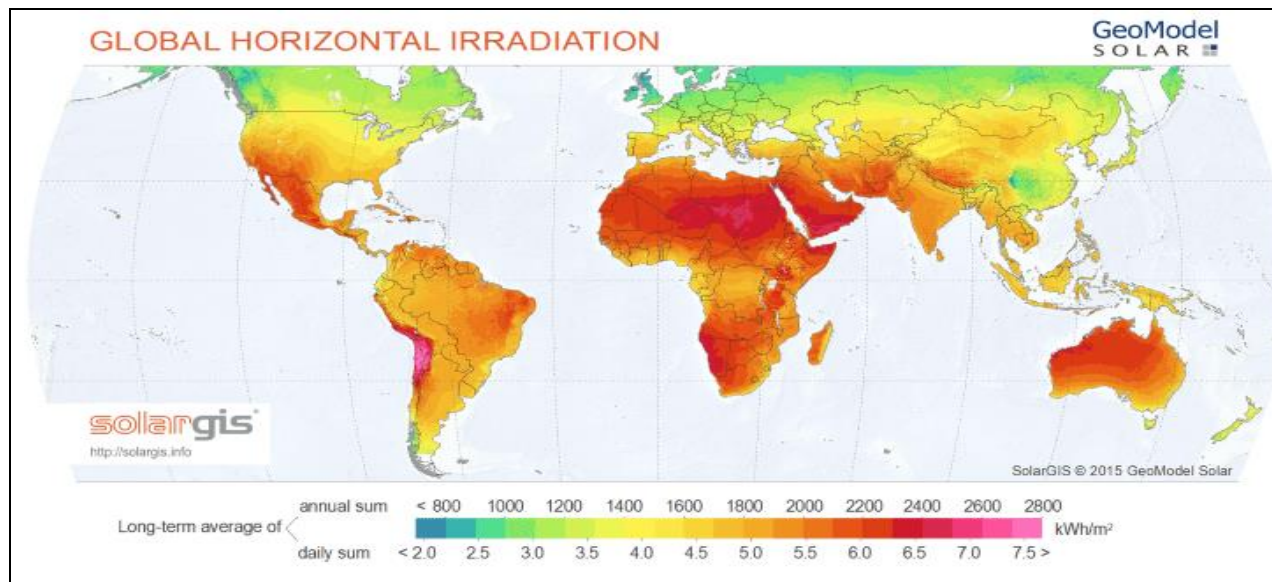 GLOBAL HORIZONTAL IRRADIATION
GeoModel
SOLAR
solargis
http://solargis.info
SolarGIS © 2015 GeoModel Solar
annual sum < 800 1000 1200 1400 1600 1800 2000 2200 2400 2600 2800
Long-term average of kWh/m²
daily sum < 2.0 2.5 3.0 3.5 4.0 4.5 5.0 5.5 6.0 6.5 7.0 7.5 >